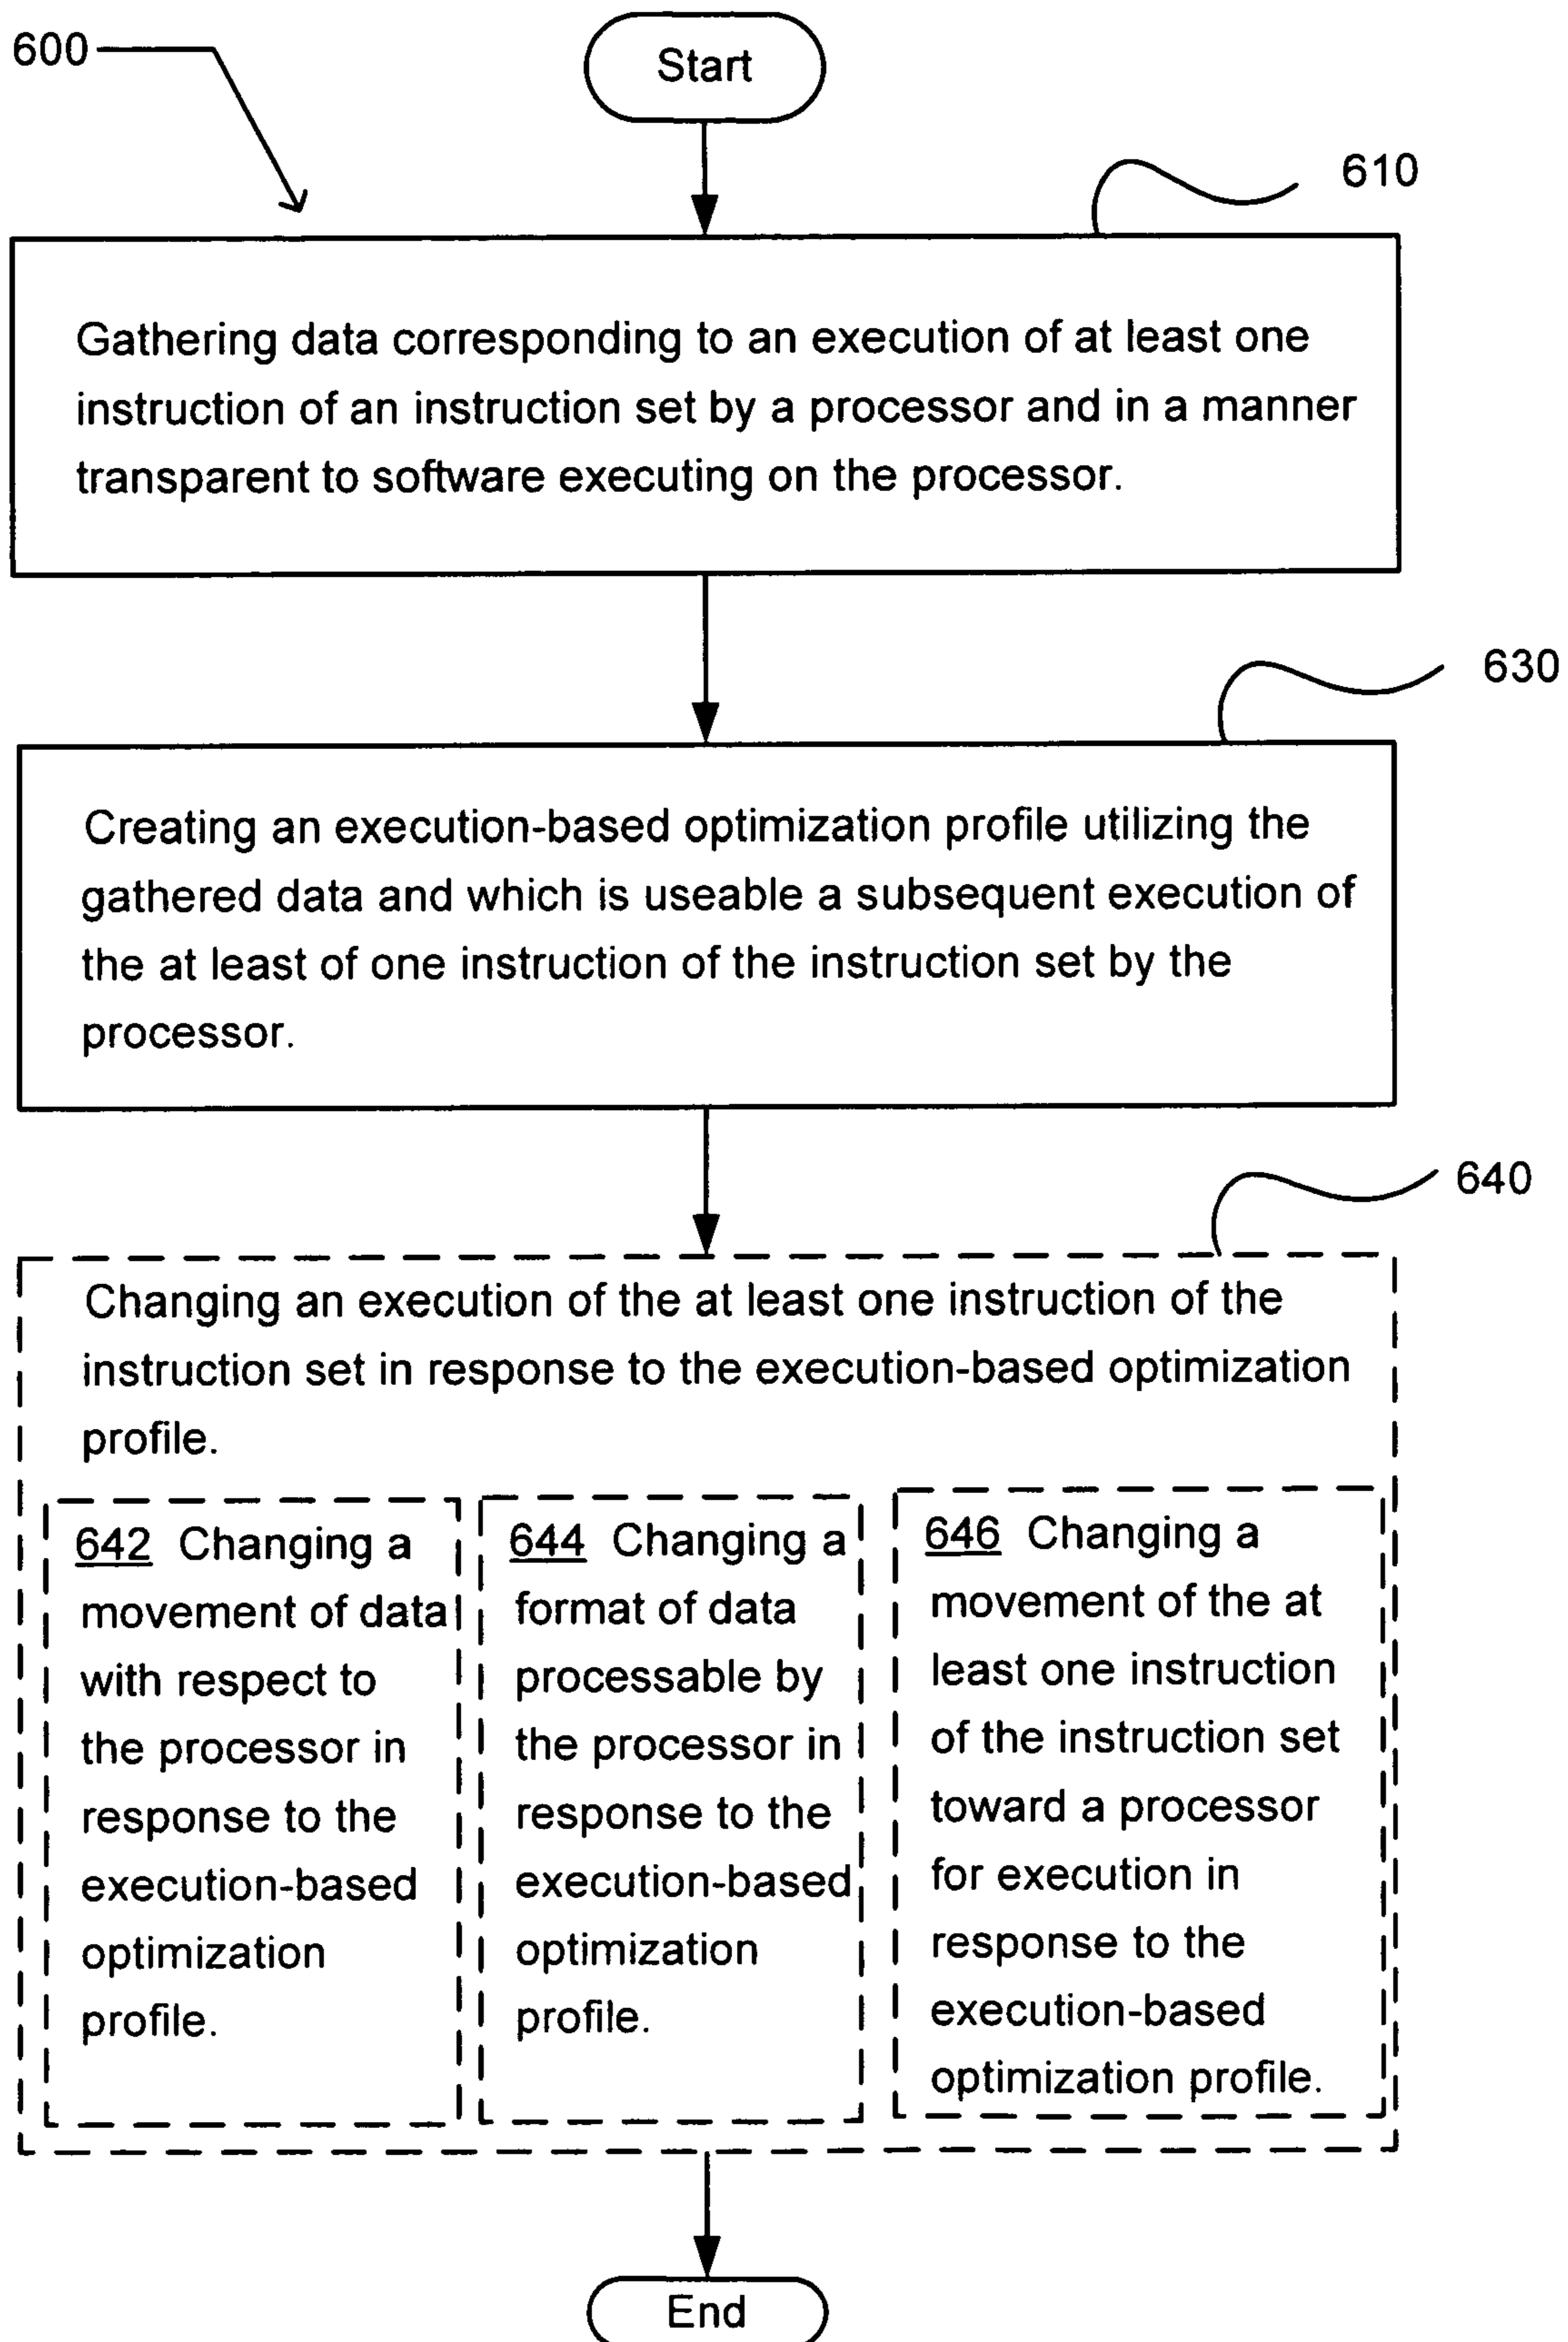 600
Start
610
Gathering data corresponding to an execution of at least one
instruction of an instruction set by a processor and in a manner
transparent to software executing on the processor.
630
Creating an execution-based optimization profile utilizing the
gathered data and which is useable a subsequent execution of
the at least of one instruction of the instruction set by the
processor.
640
Changing an execution of the at least one instruction of the
instruction set in response to the execution-based optimization
profile.
642 Changing a
movement of data
with respect to
the processor in
response to the
execution-based
optimization
profile.
644 Changing a
format of data
processable by
the processor in
response to the
execution-based
optimization
profile.
646 Changing a
movement of the at
least one instruction
of the instruction set
toward a processor
for execution in
response to the
execution-based
optimization profile.
End